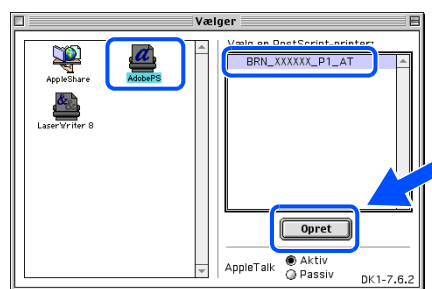 Vælger
AppleShare
AdobePS
LaserWriter 8
Vælg en PostScript-printer:
BRN_XXXXXX_P1_AT
Opret
AppleTalk
Aktiv
Passiv
DK1-7.6.2